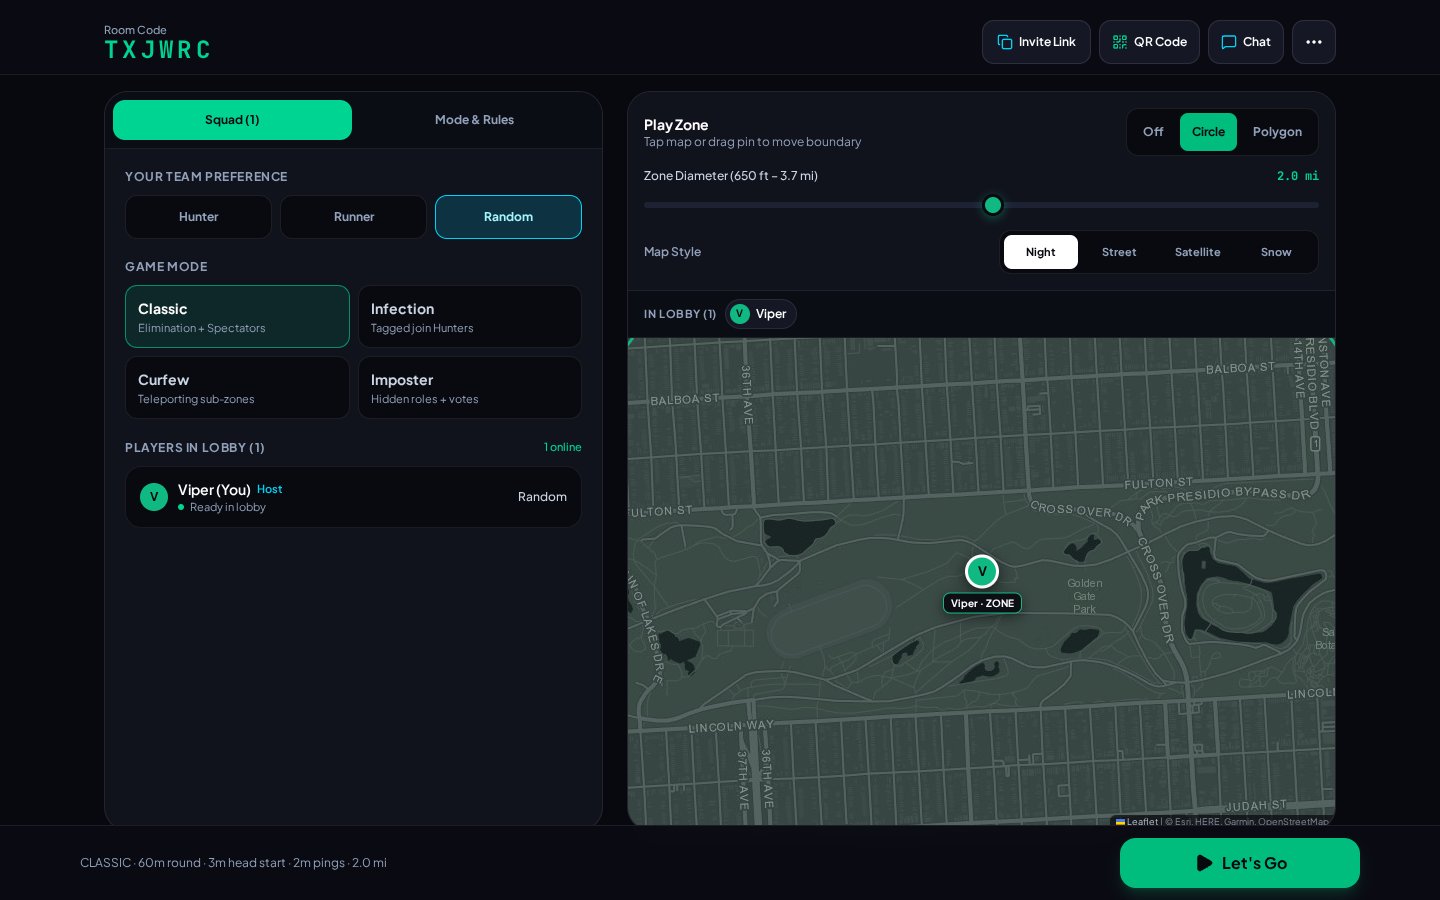 Room Code
TXJWRC
Invite Link
QR Code
Chat
Squad (1)
Mode & Rules
YOUR TEAM PREFERENCE
Hunter
Runner
Random
GAME MODE
Classic
Elimination + Spectators
Infection
Tagged join Hunters
Curfew
Teleporting sub-zones
Imposter
Hidden roles + votes
PLAYERS IN LOBBY (1)
1 online
V
Viper (You) Host
Ready in lobby
Random
Play Zone
Tap map or drag pin to move boundary
Off
Circle
Polygon
Zone Diameter (650 ft – 3.7 mi)
2.0 mi
Map Style
Night
Street
Satellite
Snow
IN LOBBY (1)
V Viper
BALBOA ST
36TH AVE
BALBOA ST
14TH AVE
1
FULTON ST
FULTON ST
CROSS OVER DR
PARK PRESIDIO BYPASS DR
CROSS OVER DR
V
Viper · ZONE
Golden
Gate
Park
LINCOLN WAY
37TH AVE
36TH AVE
JUDAH ST
Leaflet | © Esri, HERE, Garmin, OpenStreetMap
CLASSIC · 60m round · 3m head start · 2m pings · 2.0 mi
Let's Go